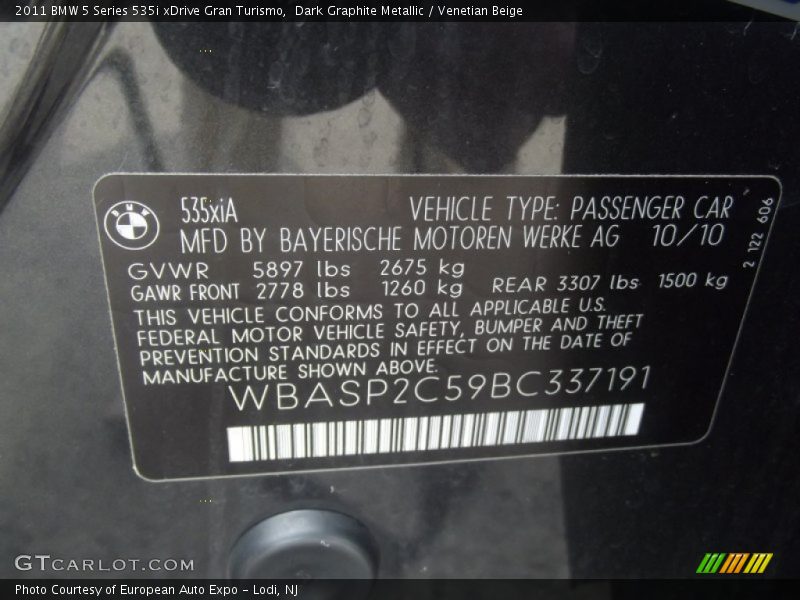 2011 BMW 5 Series 535i xDrive Gran Turismo, Dark Graphite Metallic / Venetian Beige
BMW
535xiA VEHICLE TYPE: PASSENGER CAR
MFD BY BAYERISCHE MOTOREN WERKE AG 10/10
2 122 606
GVWR 5897 lbs 2675 kg
GAWR FRONT 2778 lbs 1260 kg REAR 3307 lbs 1500 kg
THIS VEHICLE CONFORMS TO ALL APPLICABLE U.S.
FEDERAL MOTOR VEHICLE SAFETY, BUMPER AND THEFT
PREVENTION STANDARDS IN EFFECT ON THE DATE OF
MANUFACTURE SHOWN ABOVE.
WBASP2C59BC337191
GTCARLOT.COM
Photo Courtesy of European Auto Expo - Lodi, NJ